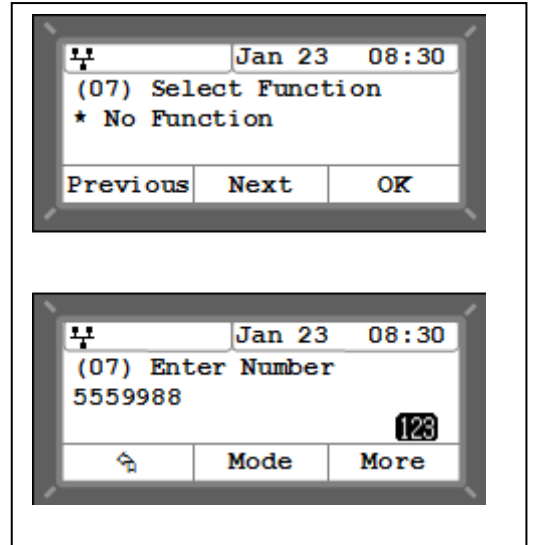 Jan 23 08:30
(07) Select Function
* No Function
Previous Next OK
Jan 23 08:30
(07) Enter Number
5559988
123
Mode More